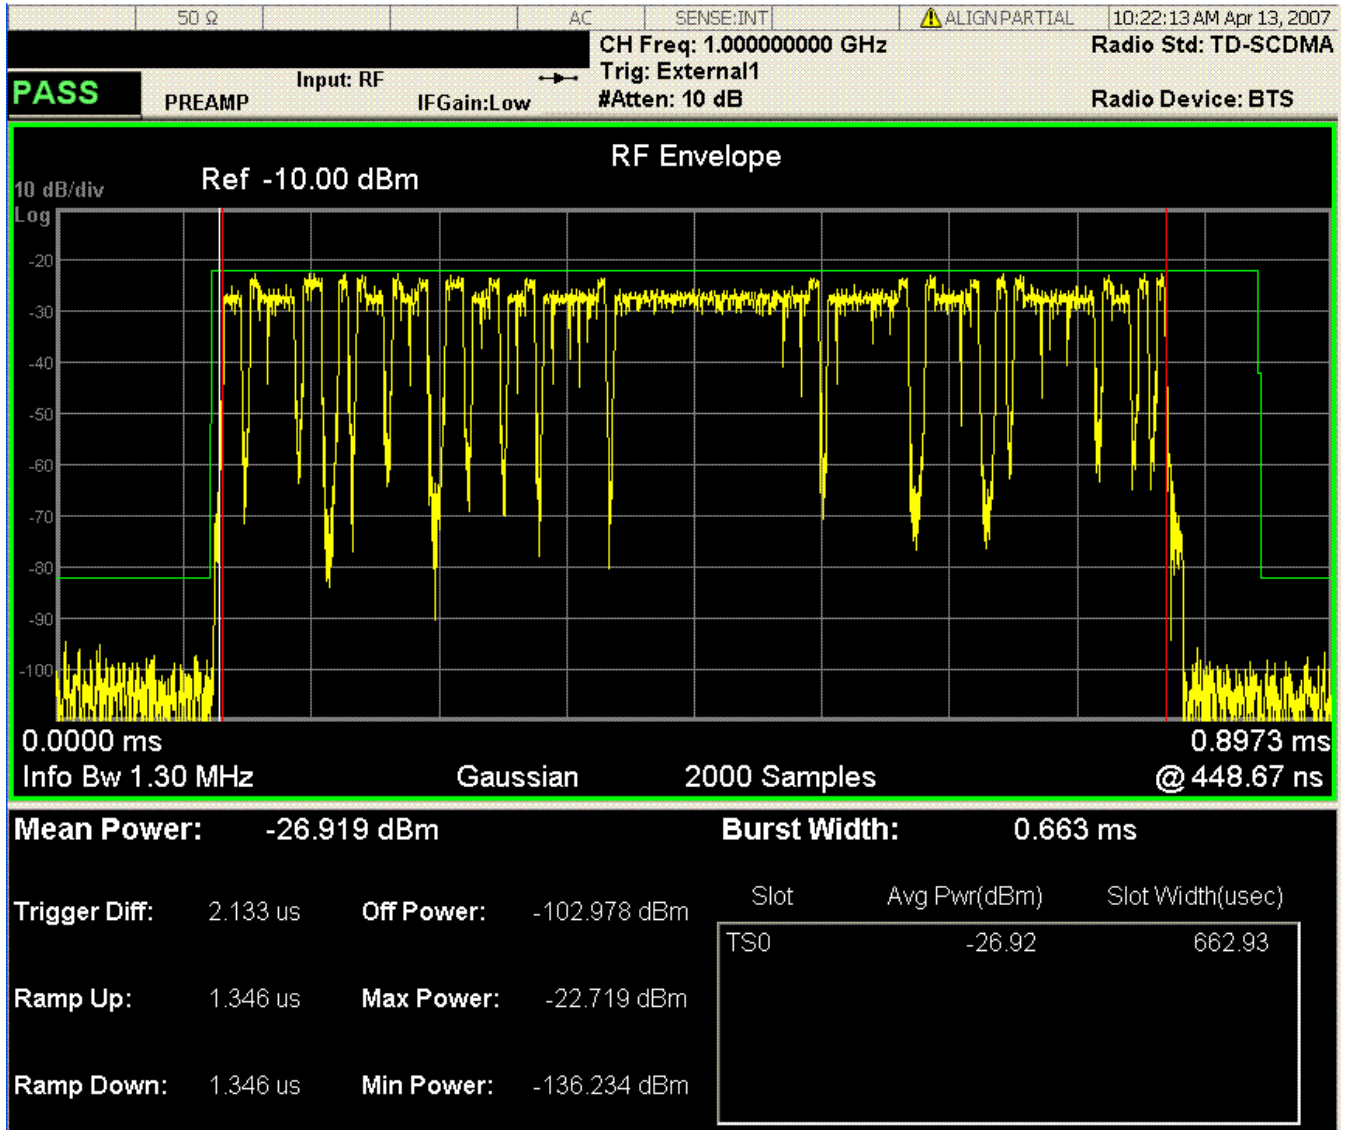 50 Ω AC SENSE:INT ALIGN PARTIAL 10:22:13 AM Apr 13, 2007
CH Freq: 1.000000000 GHz Radio Std: TD-SCDMA
Input: RF Trig: External1
PASS PREAMP IFGain:Low #Atten: 10 dB Radio Device: BTS
RF Envelope
10 dB/div Ref -10.00 dBm
Log
-20
-30
-40
-50
-60
-70
-80
-90
-100
0.0000 ms 0.8973 ms
Info Bw 1.30 MHz Gaussian 2000 Samples @ 448.67 ns
Mean Power: -26.919 dBm Burst Width: 0.663 ms
Slot Avg Pwr(dBm) Slot Width(usec)
Trigger Diff: 2.133 us Off Power: -102.978 dBm
TS0 -26.92 662.93
Ramp Up: 1.346 us Max Power: -22.719 dBm
Ramp Down: 1.346 us Min Power: -136.234 dBm